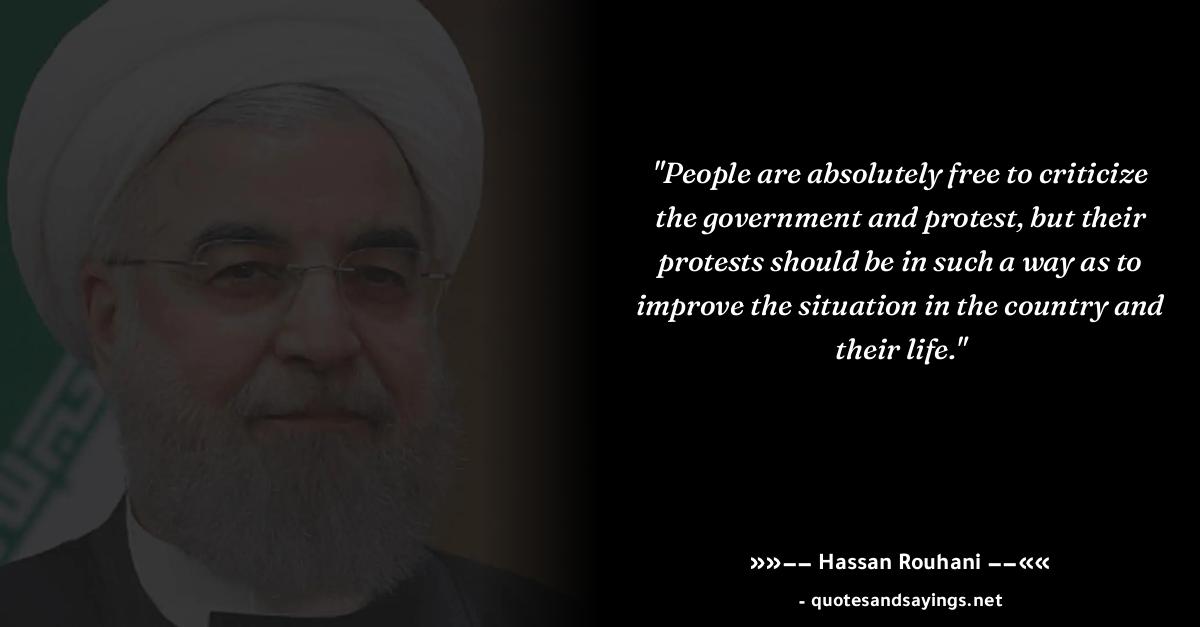 "People are absolutely free to criticize
the government and protest, but their
protests should be in such a way as to
improve the situation in the country and
their life."
»»−− Hassan Rouhani −−««
- quotesandsayings.net